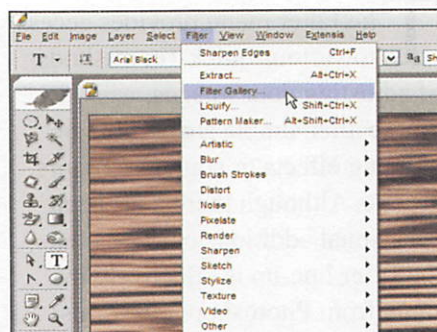 File Edit Image Layer Select Filter View Window Extensis Help
T Arial Black
Sharpen Edges Ctrl+F
aa
Extract... Alt+Ctrl+X
Filter Gallery...
Liquify... Shift+Ctrl+X
Pattern Maker... Alt+Shift+Ctrl+X
Artistic
Blur
Brush Strokes
Distort
Noise
Pixelate
Render
Sharpen
Sketch
Stylize
Texture
Video
Other
T